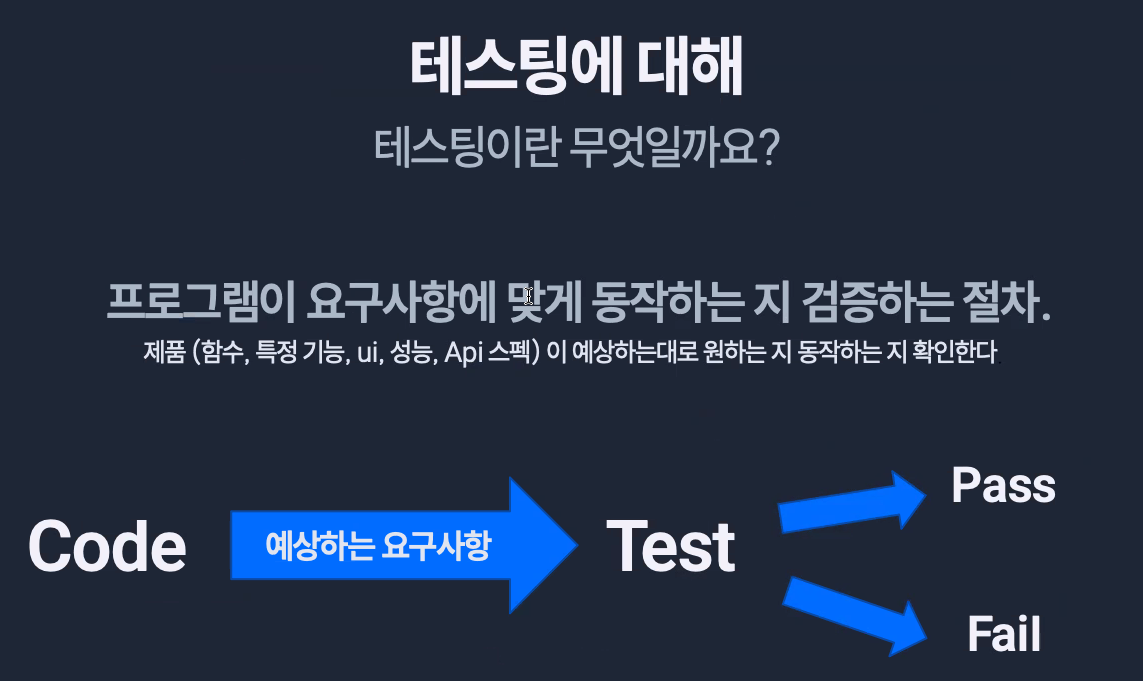 테스팅에 대해
테스팅이란 무엇일까요?
프로그램이 요구사항에 맞게 동작하는 지 검증하는 절차.
제품 (함수, 특정 기능, ui, 성능, Api 스펙) 이 예상하는대로 원하는 지 동작하는 지 확인한다
Code
예상하는 요구사항
Test
Pass
Fail